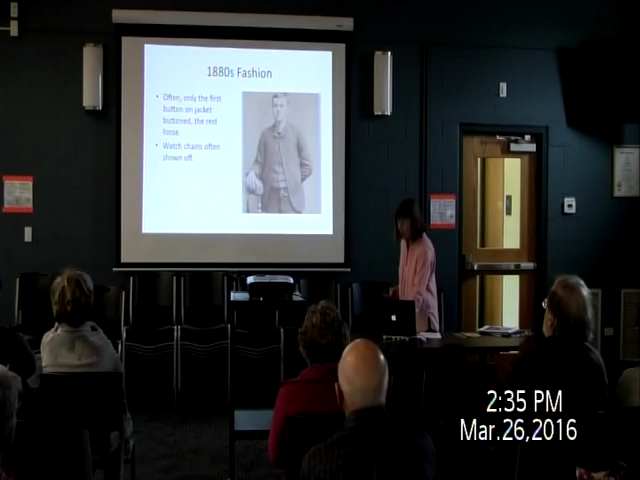 1880s Fashion
• Often, only the first
button on jacket
buttoned, the rest
loose.
• Watch chains often
shown off.
2:35 PM
Mar.26,2016